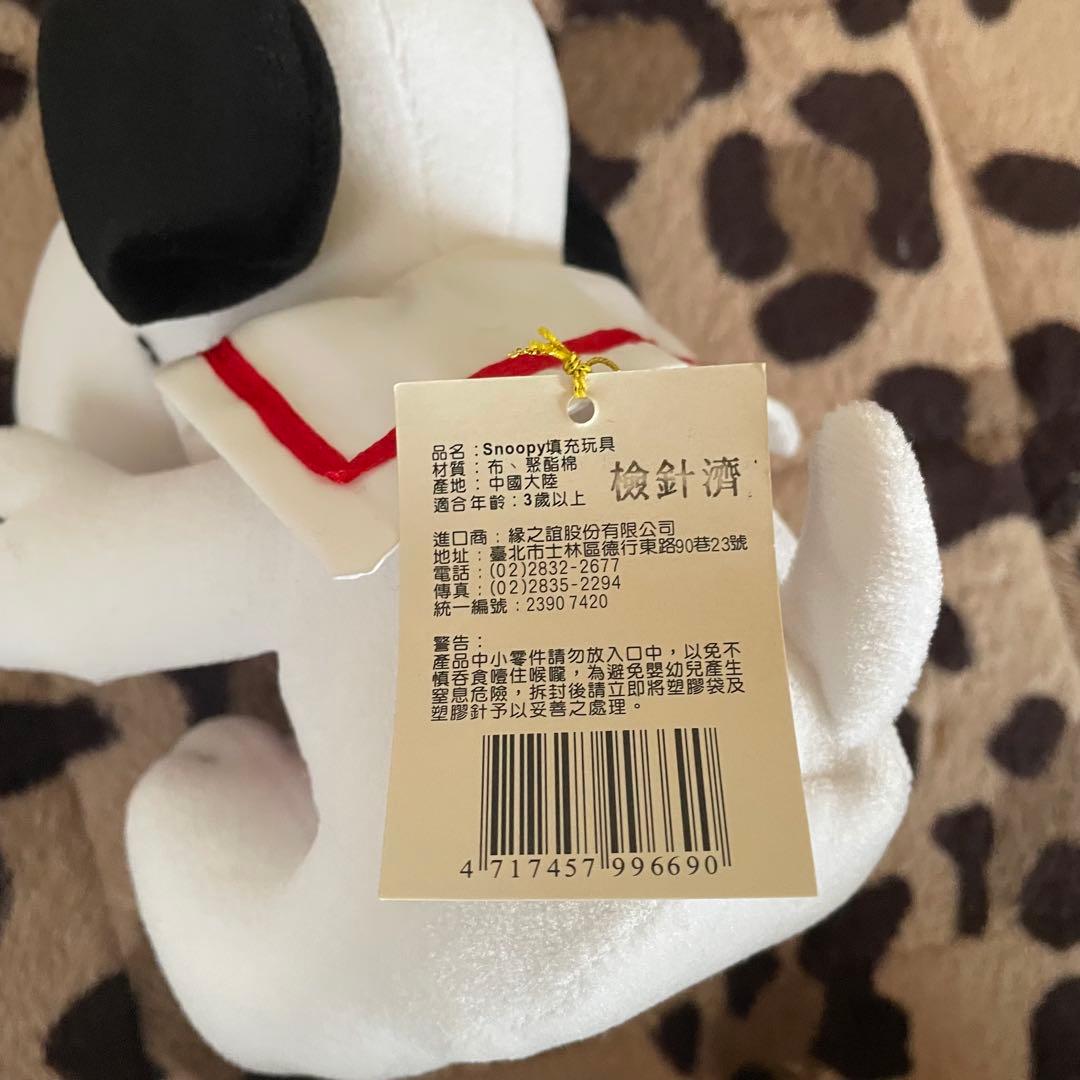 品名:Snoopy填充玩具
材質:布、聚酯棉
產地:中國大陸
適合年齡:3歲以上
檢針濟
進口商:緣之誼股份有限公司
地址:臺北市士林區德行東路90巷23號
電話:(02)2832-2677
傳真:(02)2835-2294
統一編號:23907420
警告:
產品中小零件請勿放入口中,以免不
慎吞食噎住喉嚨,為避免嬰幼兒產生
窒息危險,拆封後請立即將塑膠袋及
塑膠針予以妥善之處理。
4 717457 996690